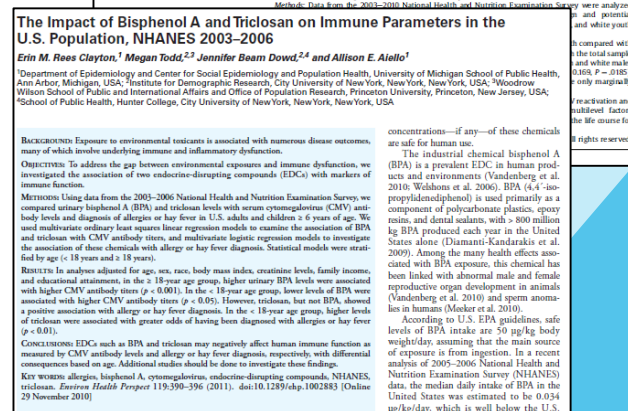 Methods: Data from the 2003–2010 National Health and Nutrition Examination Survey were analyze
The Impact of Bisphenol A and Triclosan on Immune Parameters in the
U.S. Population, NHANES 2003–2006
Erin M. Rees Clayton,1 Megan Todd,2,3 Jennifer Beam Dowd,2,4 and Allison E. Aiello1
1Department of Epidemiology and Center for Social Epidemiology and Population Health, University of Michigan School of Public Health,
Ann Arbor, Michigan, USA; 2Institute for Demographic Research, City University of New York, New York, New York, USA; 3Woodrow
Wilson School of Public and International Affairs and Office of Population Research, Princeton University, Princeton, New Jersey, USA;
4School of Public Health, Hunter College, City University of New York, New York, New York, USA
n and potentia
and white yout
h compared wit
n the total sampl
and white male
0.169, P = .0185
e only marginall
/ reactivation an
multilevel factor
the life course fo
ll rights reserved
BACKGROUND: Exposure to environmental toxicants is associated with numerous disease outcomes,
many of which involve underlying immune and inflammatory dysfunction.
OBJECTIVES: To address the gap between environmental exposures and immune dysfunction, we
investigated the association of two endocrine-disrupting compounds (EDCs) with markers of
immune function.
METHODS: Using data from the 2003–2006 National Health and Nutrition Examination Survey, we
compared urinary bisphenol A (BPA) and triclosan levels with serum cytomegalovirus (CMV) anti-
body levels and diagnosis of allergies or hay fever in U.S. adults and children ≥ 6 years of age. We
used multivariate ordinary least squares linear regression models to examine the association of BPA
and triclosan with CMV antibody titers, and multivariate logistic regression models to investigate
the association of these chemicals with allergy or hay fever diagnosis. Statistical models were strati-
fied by age (< 18 years and ≥ 18 years).
RESULTS: In analyses adjusted for age, sex, race, body mass index, creatinine levels, family income,
and educational attainment, in the ≥ 18-year age group, higher urinary BPA levels were associated
with higher CMV antibody titers (p < 0.001). In the < 18-year age group, lower levels of BPA were
associated with higher CMV antibody titers (p < 0.05). However, triclosan, but not BPA, showed
a positive association with allergy or hay fever diagnosis. In the < 18-year age group, higher levels
of triclosan were associated with greater odds of having been diagnosed with allergies or hay fever
(p < 0.01).
CONCLUSIONS: EDCs such as BPA and triclosan may negatively affect human immune function as
measured by CMV antibody levels and allergy or hay fever diagnosis, respectively, with differential
consequences based on age. Additional studies should be done to investigate these findings.
KEY WORDS: allergies, bisphenol A, cytomegalovirus, endocrine-disrupting compounds, NHANES,
triclosan. Environ Health Perspect 119:390–396 (2011). doi:10.1289/ehp.1002883 [Online
29 November 2010]
concentrations—if any—of these chemicals
are safe for human use.
The industrial chemical bisphenol A
(BPA) is a prevalent EDC in human prod-
ucts and environments (Vandenberg et al.
2010; Welshons et al. 2006). BPA (4,4´-iso-
propylidenediphenol) is used primarily as a
component of polycarbonate plastics, epoxy
resins, and dental sealants, with > 800 million
kg BPA produced each year in the United
States alone (Diamanti-Kandarakis et al.
2009). Among the many health effects asso-
ciated with BPA exposure, this chemical has
been linked with abnormal male and female
reproductive organ development in animals
(Vandenberg et al. 2010) and sperm anoma-
lies in humans (Meeker et al. 2010).
According to U.S. EPA guidelines, safe
levels of BPA intake are 50 µg/kg body
weight/day, assuming that the main source
of exposure is from ingestion. In a recent
analysis of 2005–2006 National Health and
Nutrition Examination Survey (NHANES)
data, the median daily intake of BPA in the
United States was estimated to be 0.034
µg/kg/day, which is well below the U.S.